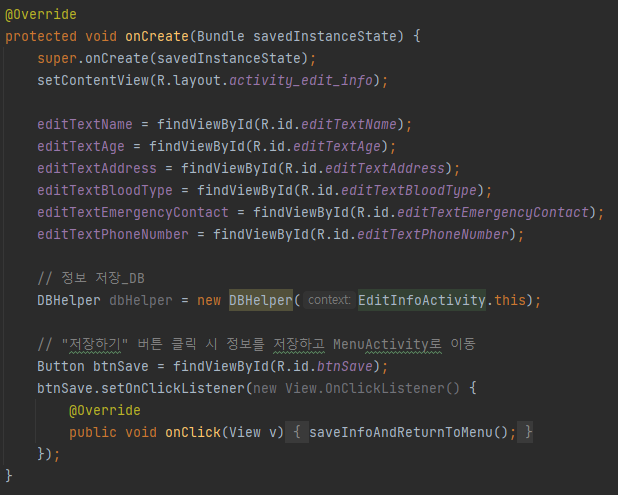 @Override
protected void onCreate(Bundle savedInstanceState) {
super.onCreate(savedInstanceState);
setContentView(R.layout.activity_edit_info);
editTextName = findViewById(R.id.editTextName);
editTextAge = findViewById(R.id.editTextAge);
editTextAddress = findViewById(R.id.editTextAddress);
editTextBloodType = findViewById(R.id.editTextBloodType);
editTextEmergencyContact = findViewById(R.id.editTextEmergencyContact);
editTextPhoneNumber = findViewById(R.id.editTextPhoneNumber);
// 정보 저장_DB
DBHelper dbHelper = new DBHelper( context: EditInfoActivity.this);
// "저장하기" 버튼 클릭 시 정보를 저장하고 MenuActivity로 이동
Button btnSave = findViewById(R.id.btnSave);
btnSave.setOnClickListener(new View.OnClickListener() {
@Override
public void onClick(View v) { saveInfoAndReturnToMenu(); }
});
}